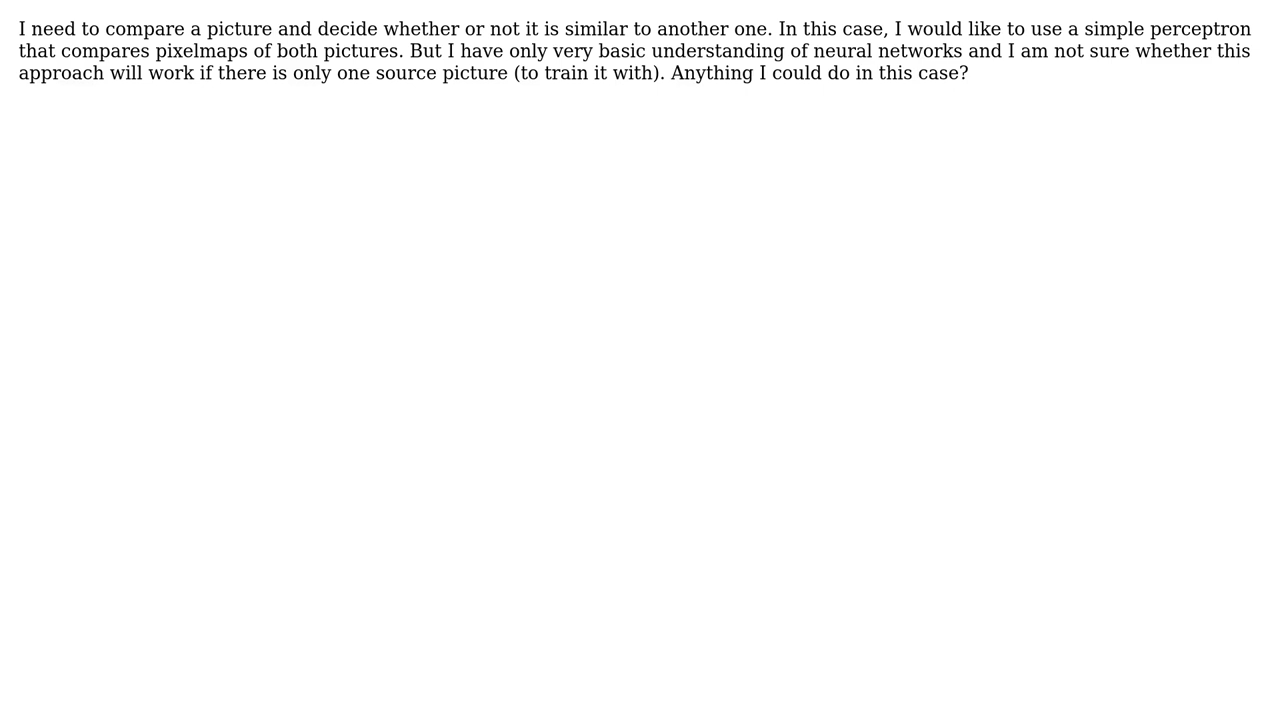 I need to compare a picture and decide whether or not it is similar to another one. In this case, I would like to use a simple perceptron
that compares pixelmaps of both pictures. But I have only very basic understanding of neural networks and I am not sure whether this
approach will work if there is only one source picture (to train it with). Anything I could do in this case?